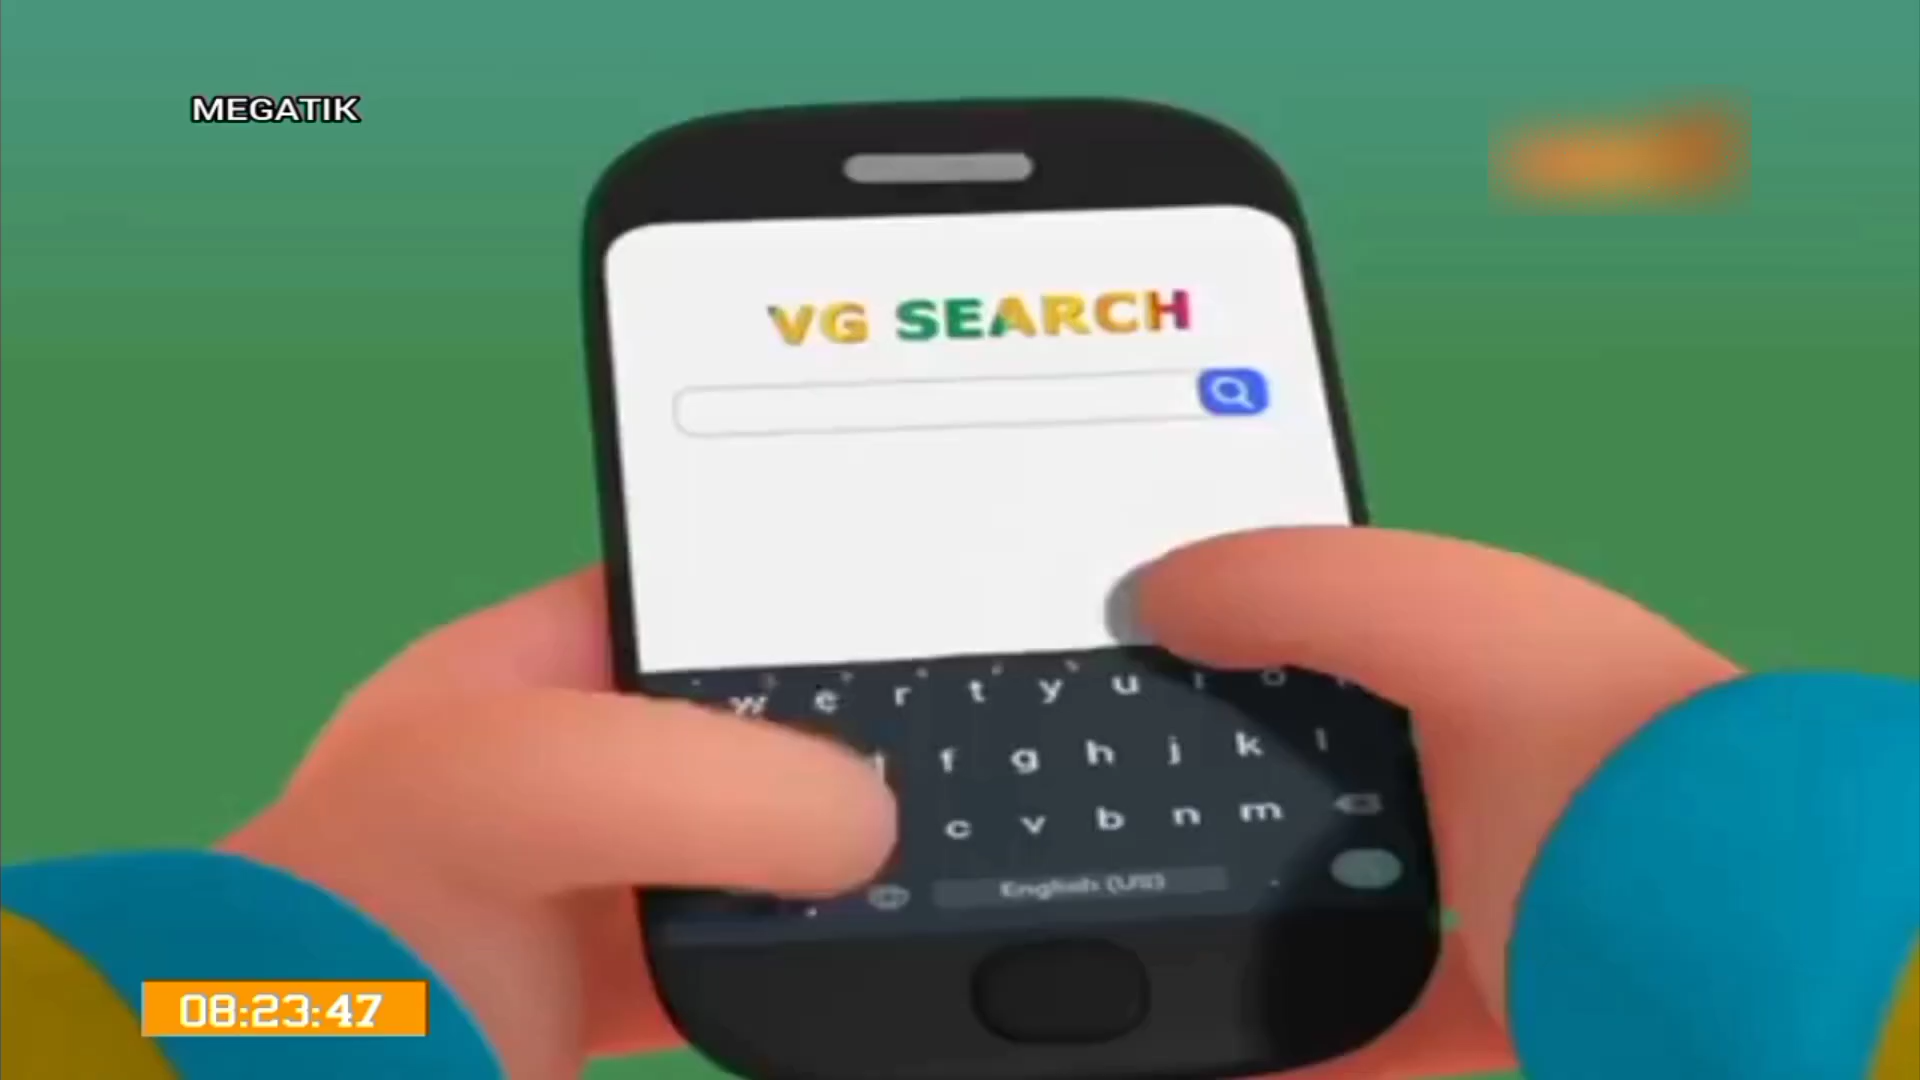 MEGATIK
VG SEARCH
w e r t y u
f g h j k l
c v b n m
English (US)
08:23:47